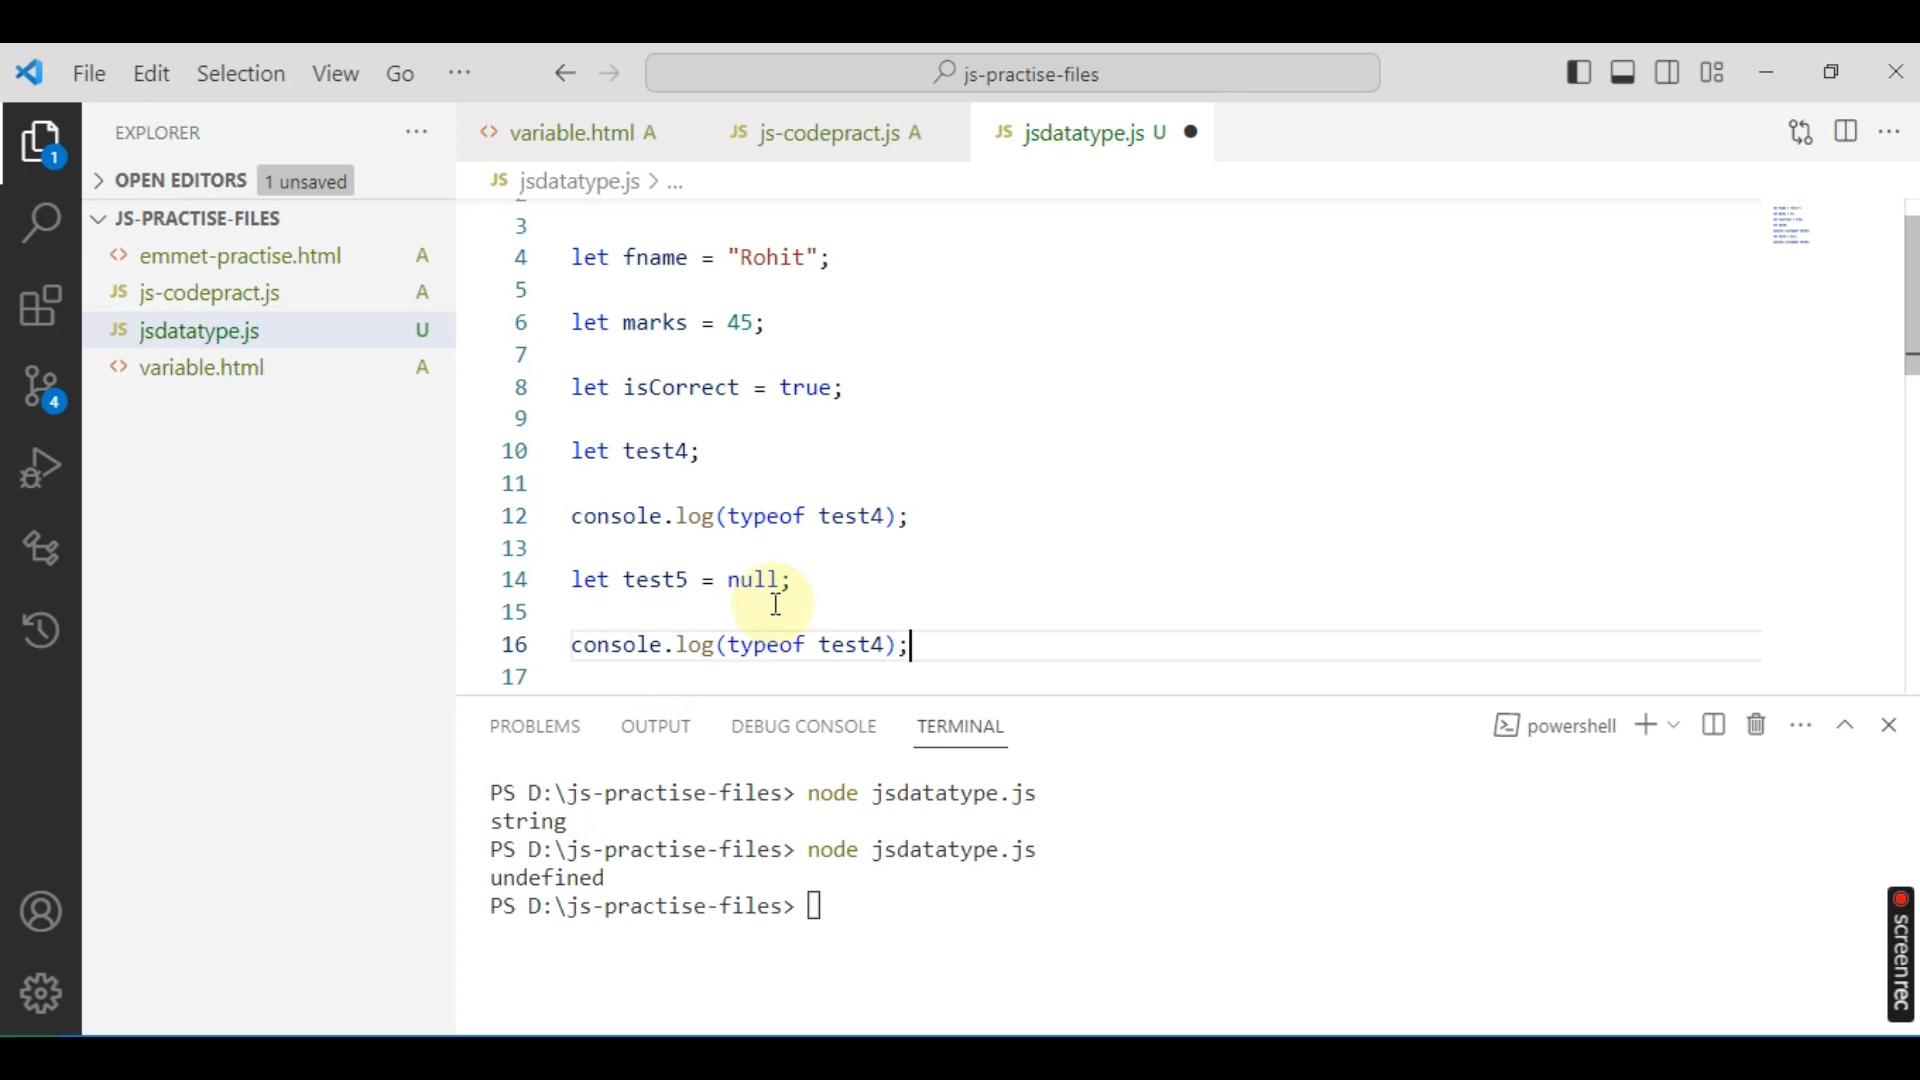 File Edit Selection View Go ···
js-practise-files
EXPLORER ···
variable.html A
js-codepract.js A
jsdatatype.js U
OPEN EDITORS 1 unsaved
jsdatatype.js > ...
JS-PRACTISE-FILES
emmet-practise.html A
JS js-codepract.js A
JS jsdatatype.js U
variable.html A
3
4 let fname = "Rohit";
5
6 let marks = 45;
7
8 let isCorrect = true;
9
10 let test4;
11
12 console.log(typeof test4);
13
14 let test5 = null;
15
16 console.log(typeof test4);
17
1
4
PROBLEMS OUTPUT DEBUG CONSOLE TERMINAL
powershell
PS D:\js-practise-files> node jsdatatype.js
string
PS D:\js-practise-files> node jsdatatype.js
undefined
PS D:\js-practise-files>
screenrec